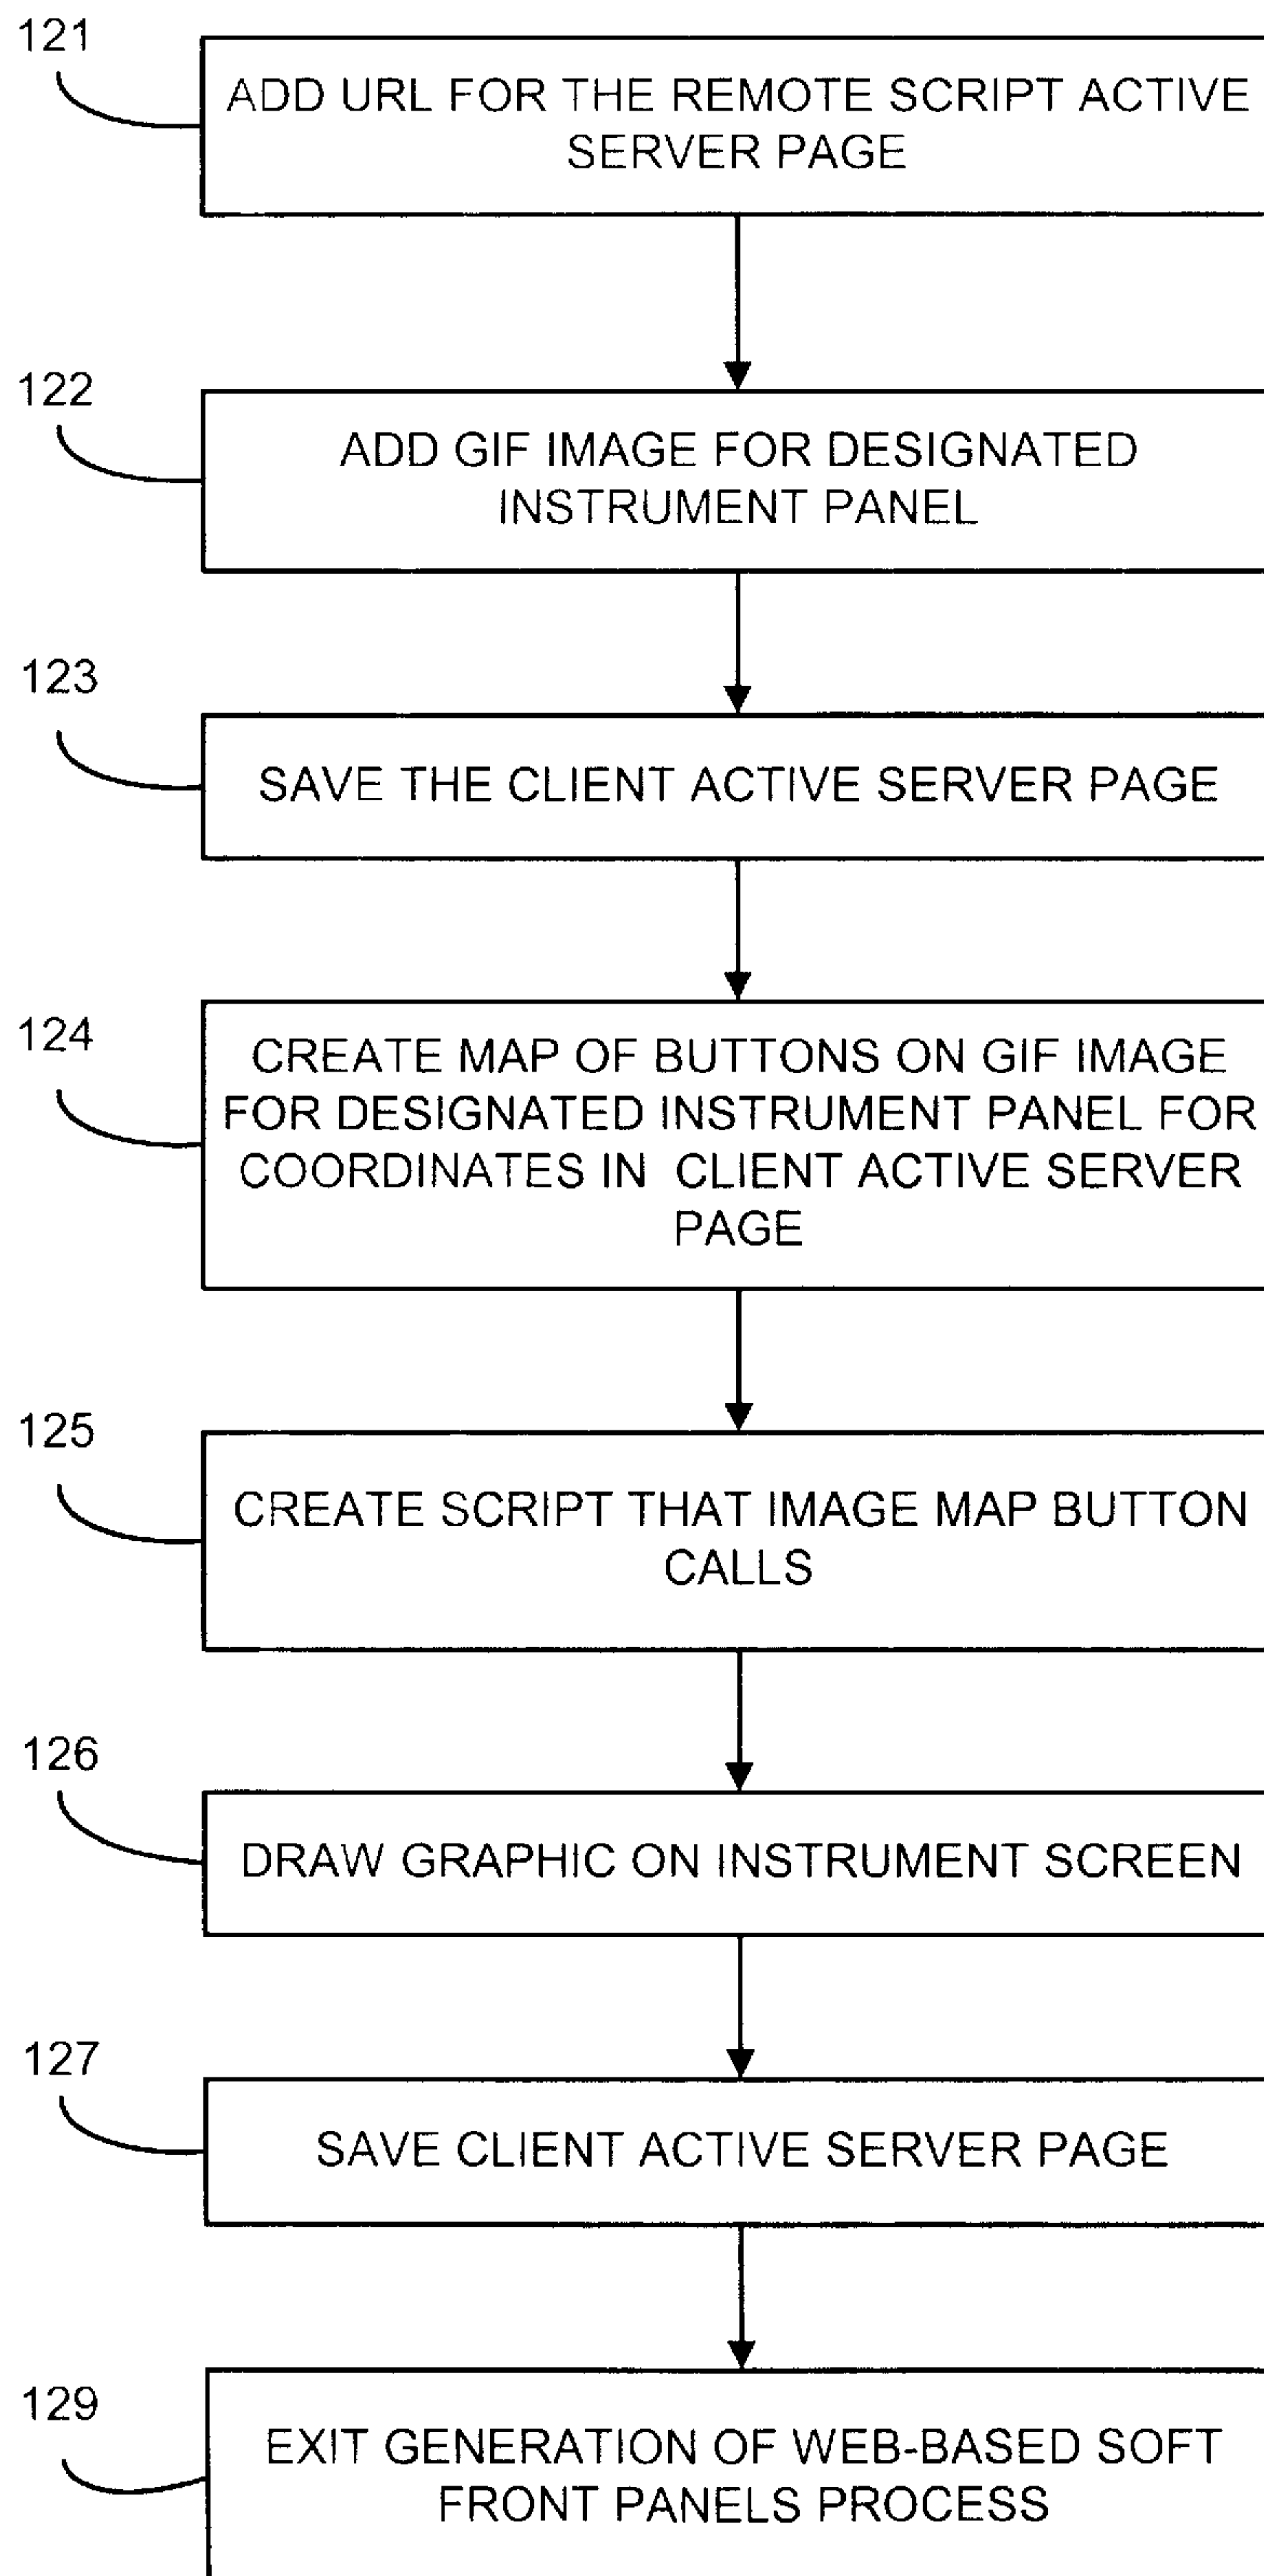 121
ADD URL FOR THE REMOTE SCRIPT ACTIVE
SERVER PAGE
122
ADD GIF IMAGE FOR DESIGNATED
INSTRUMENT PANEL
123
SAVE THE CLIENT ACTIVE SERVER PAGE
124
CREATE MAP OF BUTTONS ON GIF IMAGE
FOR DESIGNATED INSTRUMENT PANEL FOR
COORDINATES IN CLIENT ACTIVE SERVER
PAGE
125
CREATE SCRIPT THAT IMAGE MAP BUTTON
CALLS
126
DRAW GRAPHIC ON INSTRUMENT SCREEN
127
SAVE CLIENT ACTIVE SERVER PAGE
129
EXIT GENERATION OF WEB-BASED SOFT
FRONT PANELS PROCESS